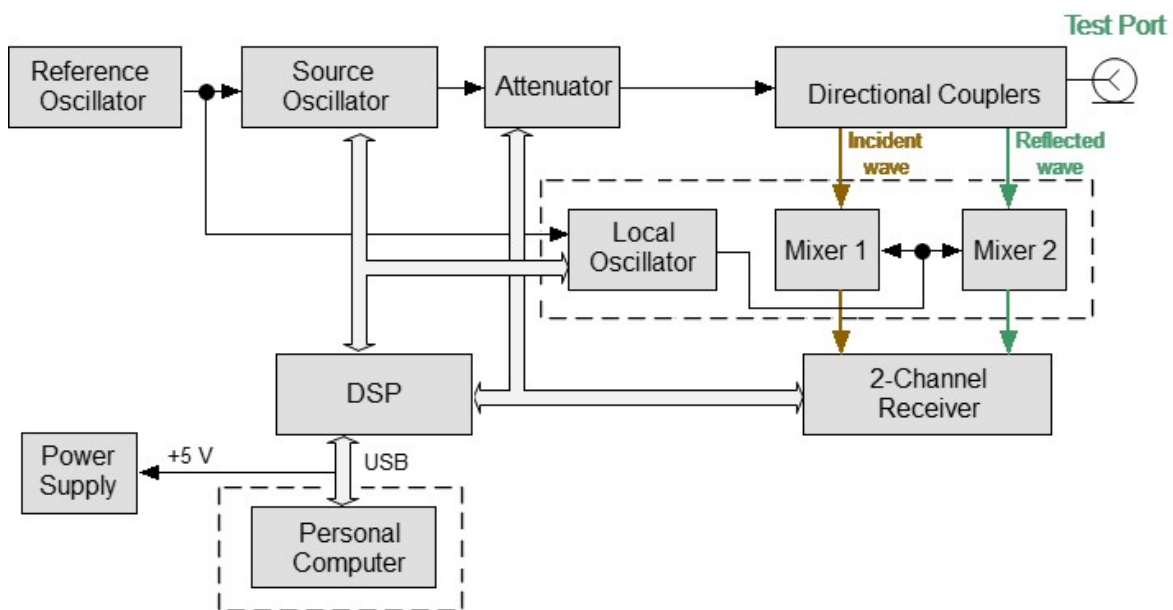 Test Port
Reference
Oscillator
Source
Oscillator
Attenuator
Directional Couplers
Incident
wave
Reflected
wave
Local
Oscillator
Mixer 1
Mixer 2
DSP
2-Channel
Receiver
Power
Supply
+5 V
USB
Personal
Computer